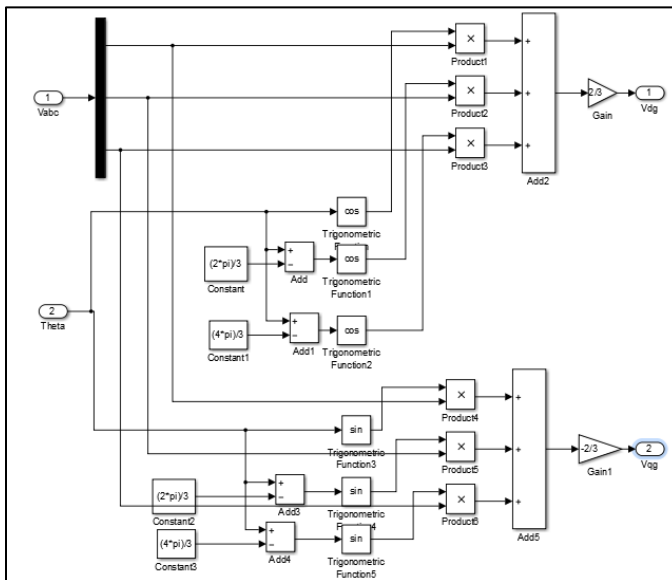 ×
Product1
+
1
Vabc
×
Product2
+
2/3
Gain
1
Vdg
×
Product3
+
Add2
cos
Trigonometric
+
−
Add
cos
(2*pi)/3
Constant
Trigonometric
Function1
2
Theta
+
−
Add1
cos
(4*pi)/3
Constant1
Trigonometric
Function2
×
Product4
+
sin
Trigonometric
Function3
×
Product5
+
-2/3
Gain1
2
Vqg
+
−
Add3
sin
(2*pi)/3
Constant2
Trigonometric
×
Product6
+
Add5
+
−
Add4
sin
(4*pi)/3
Constant3
Trigonometric
Function5